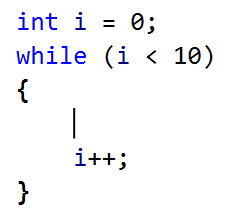 int i = 0;
while (i < 10)
{
    i++;
}